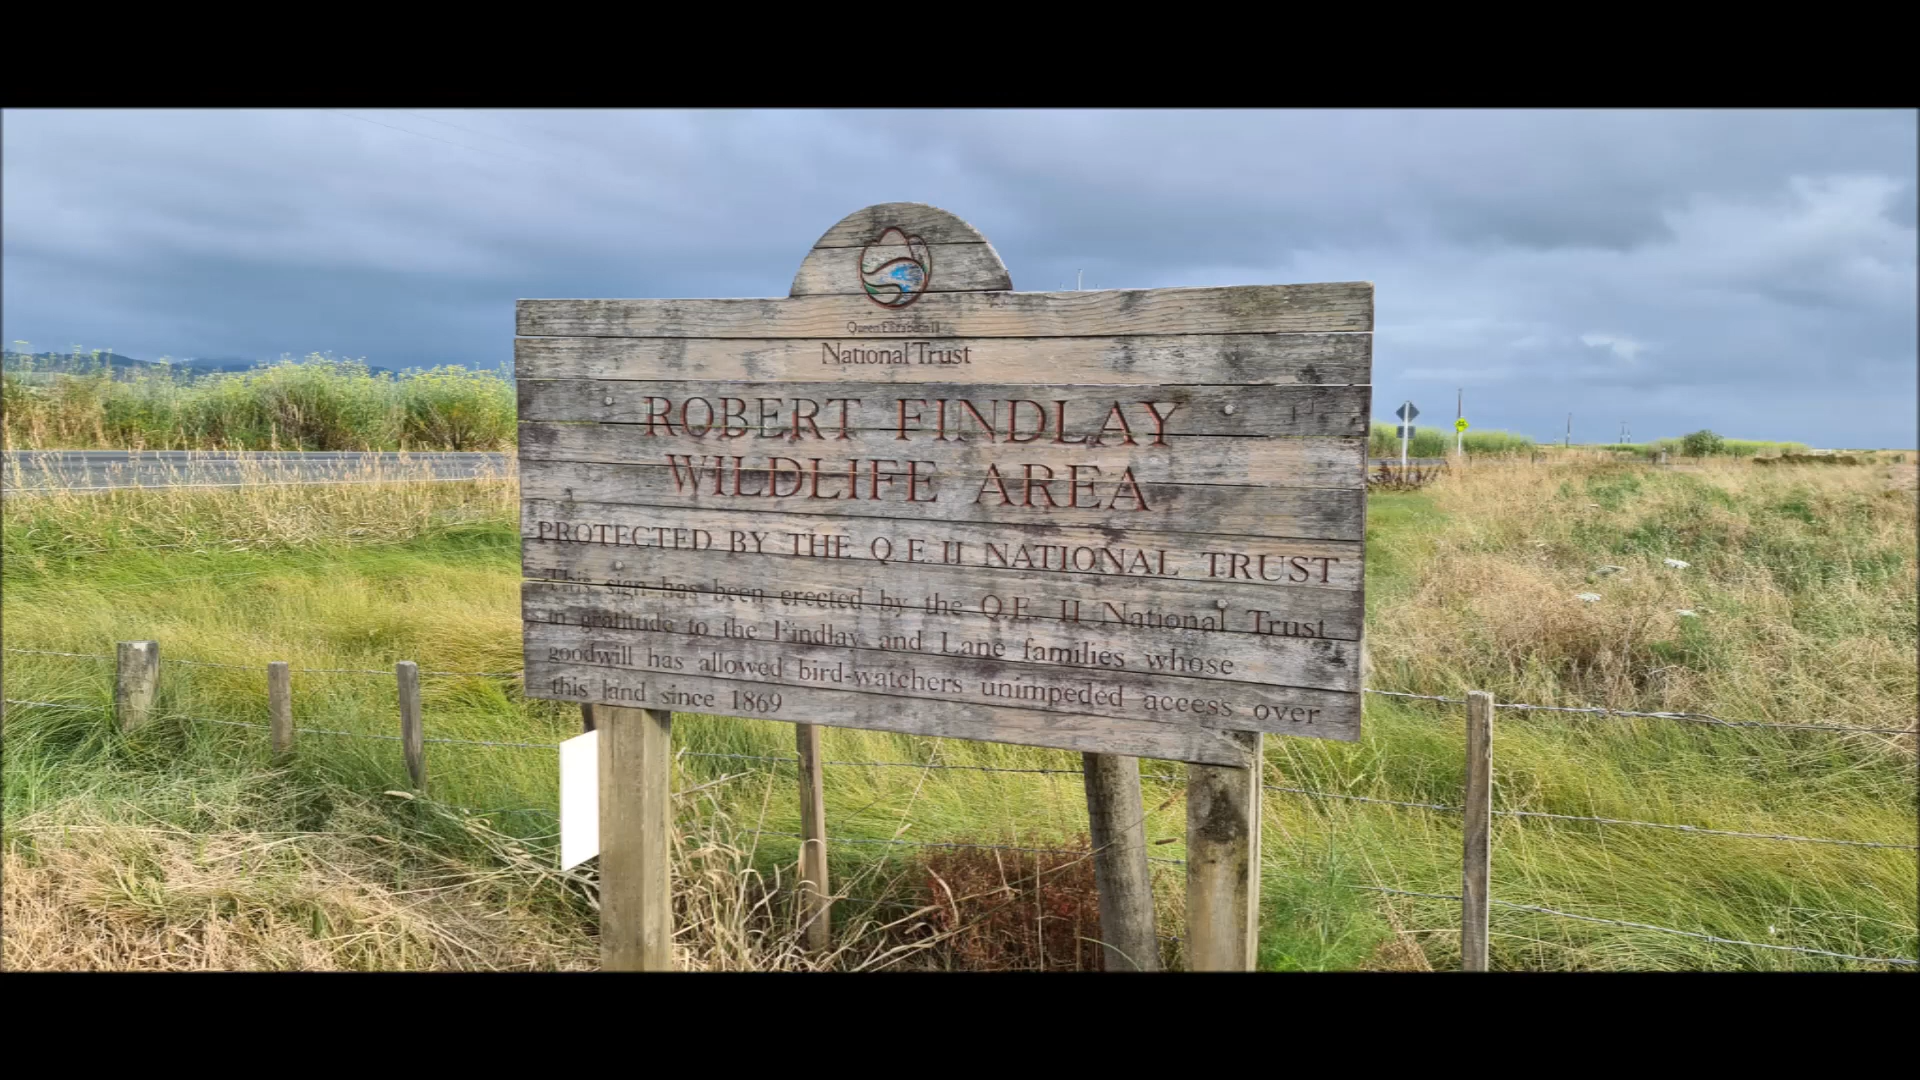 Queen Elizabeth II
National Trust
ROBERT FINDLAY
WILDLIFE AREA
PROTECTED BY THE Q.E. II NATIONAL TRUST
This sign has been erected by the Q.E. II National Trust
in gratitude to the Findlay and Lane families whose
goodwill has allowed bird-watchers unimpeded access over
this land since 1869